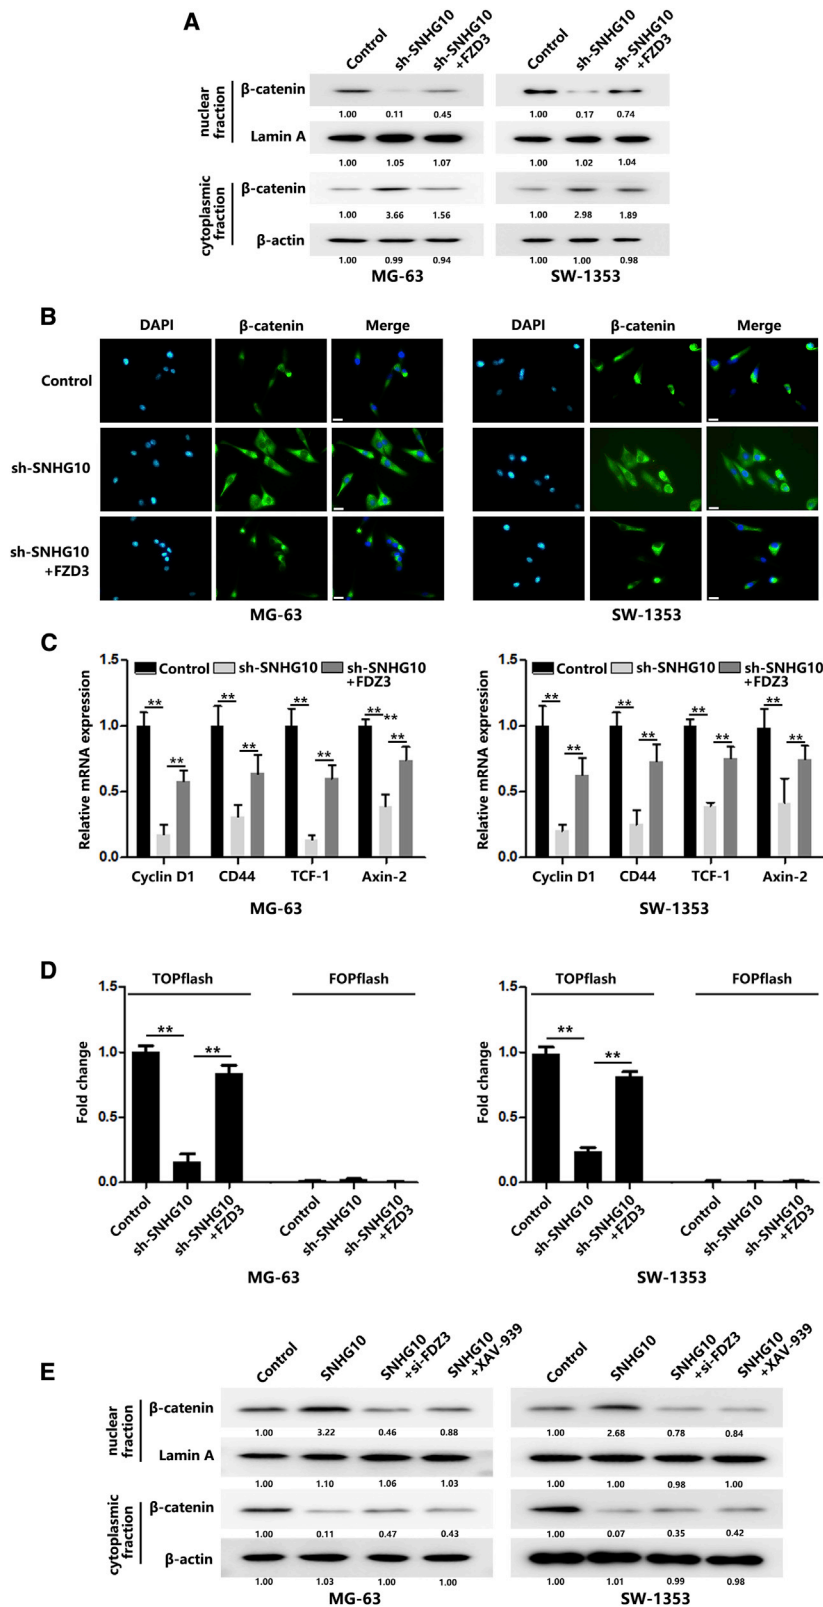 A
Control
sh-SNHG10
sh-SNHG10
+FZD3
Control
sh-SNHG10
sh-SNHG10
+FZD3
nuclear
fraction
β-catenin
1.00 0.11 0.45 1.00 0.17 0.74
Lamin A
1.00 1.05 1.07 1.00 1.02 1.04
cytoplasmic
fraction
β-catenin
1.00 3.66 1.56 1.00 2.98 1.89
β-actin
1.00 0.99 0.94 1.00 1.00 0.98
MG-63 SW-1353
B
DAPI β-catenin Merge DAPI β-catenin Merge
Control
sh-SNHG10
sh-SNHG10
+FZD3
MG-63 SW-1353
C
Relative mRNA expression
1.5
1.0
0.5
0.0
Control sh-SNHG10 sh-SNHG10
+FDZ3
** ** ** ** **
** ** ** **
Cyclin D1 CD44 TCF-1 Axin-2
MG-63
Relative mRNA expression
1.5
1.0
0.5
0.0
Control sh-SNHG10 sh-SNHG10
+FDZ3
** ** ** **
** ** ** **
Cyclin D1 CD44 TCF-1 Axin-2
SW-1353
D
Fold change
1.5
1.0
0.5
0.0
TOPflash FOPflash
** **
Control
sh-SNHG10
sh-SNHG10
+FZD3
Control
sh-SNHG10
sh-SNHG10
+FZD3
MG-63
Fold change
1.5
1.0
0.5
0.0
TOPflash FOPflash
** **
Control
sh-SNHG10
sh-SNHG10
+FZD3
Control
sh-SNHG10
sh-SNHG10
+FZD3
SW-1353
E
Control
SNHG10
SNHG10
+si-FDZ3
SNHG10
+XAV-939
Control
SNHG10
SNHG10
+si-FDZ3
SNHG10
+XAV-939
nuclear
fraction
β-catenin
1.00 3.22 0.46 0.88 1.00 2.68 0.78 0.84
Lamin A
1.00 1.10 1.06 1.03 1.00 1.00 0.98 1.00
cytoplasmic
fraction
β-catenin
1.00 0.11 0.47 0.43 1.00 0.07 0.35 0.42
β-actin
1.00 1.03 1.00 1.00 1.00 1.01 0.99 0.98
MG-63 SW-1353